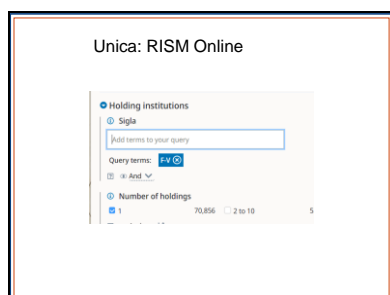 Unica: RISM Online
Holding institutions
Sigla
Add terms to your query
Query terms: F-V
And
Number of holdings
1 70,856 2 to 10 5